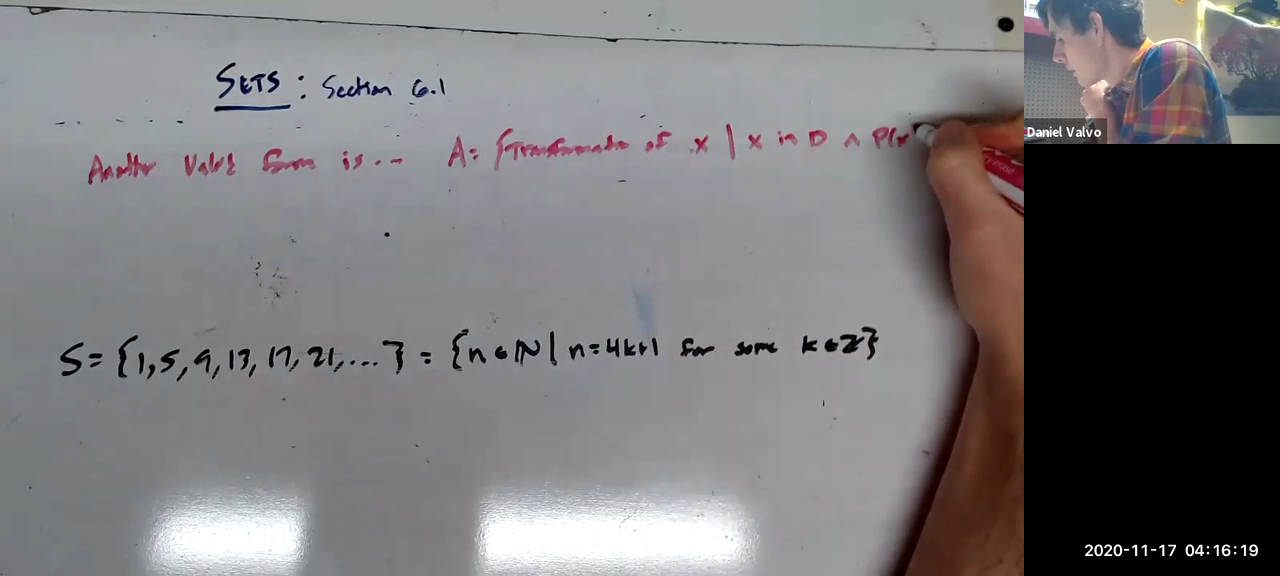 SETS : Section 6.1
Another Valid form is... A = {Transformation of x | x in D ∧ P(x
S = {1, 5, 9, 13, 17, 21, ...} = {n ∈ ℕ | n = 4k+1 for some k ∈ ℤ}
Daniel Valvo
2020-11-17 04:16:19